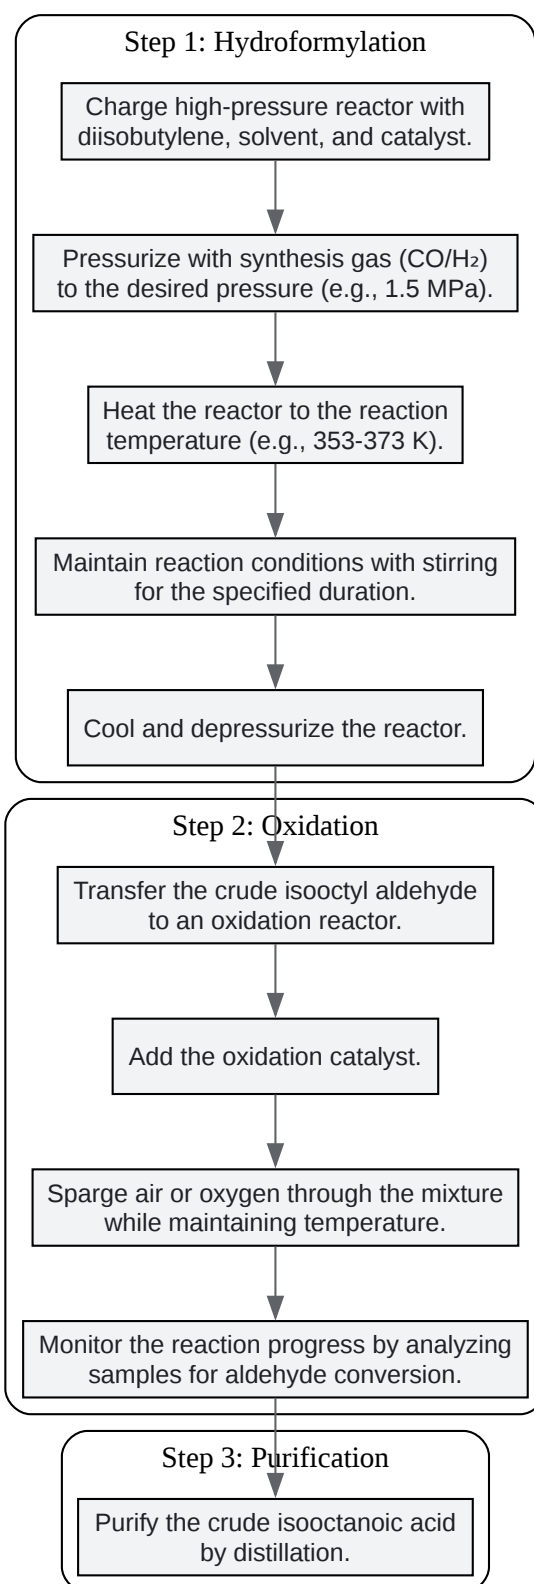 Step 1: Hydroformylation
Charge high-pressure reactor with
diisobutylene, solvent, and catalyst.
Pressurize with synthesis gas (CO/H₂)
to the desired pressure (e.g., 1.5 MPa).
Heat the reactor to the reaction
temperature (e.g., 353-373 K).
Maintain reaction conditions with stirring
for the specified duration.
Cool and depressurize the reactor.
Step 2: Oxidation
Transfer the crude isooctyl aldehyde
to an oxidation reactor.
Add the oxidation catalyst.
Sparge air or oxygen through the mixture
while maintaining temperature.
Monitor the reaction progress by analyzing
samples for aldehyde conversion.
Step 3: Purification
Purify the crude isooctanoic acid
by distillation.